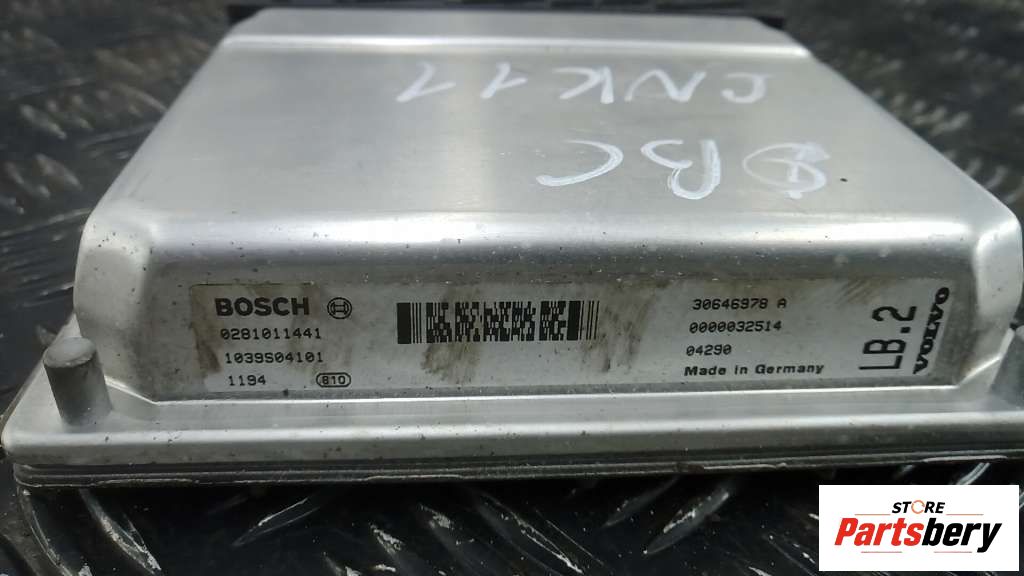 CNK11
BC
BOSCH
0281011441
1039S04101
1194 810
30646978 A
0000032514
04290
Made in Germany
LB.2
VOLVO
STORE
Partsbery